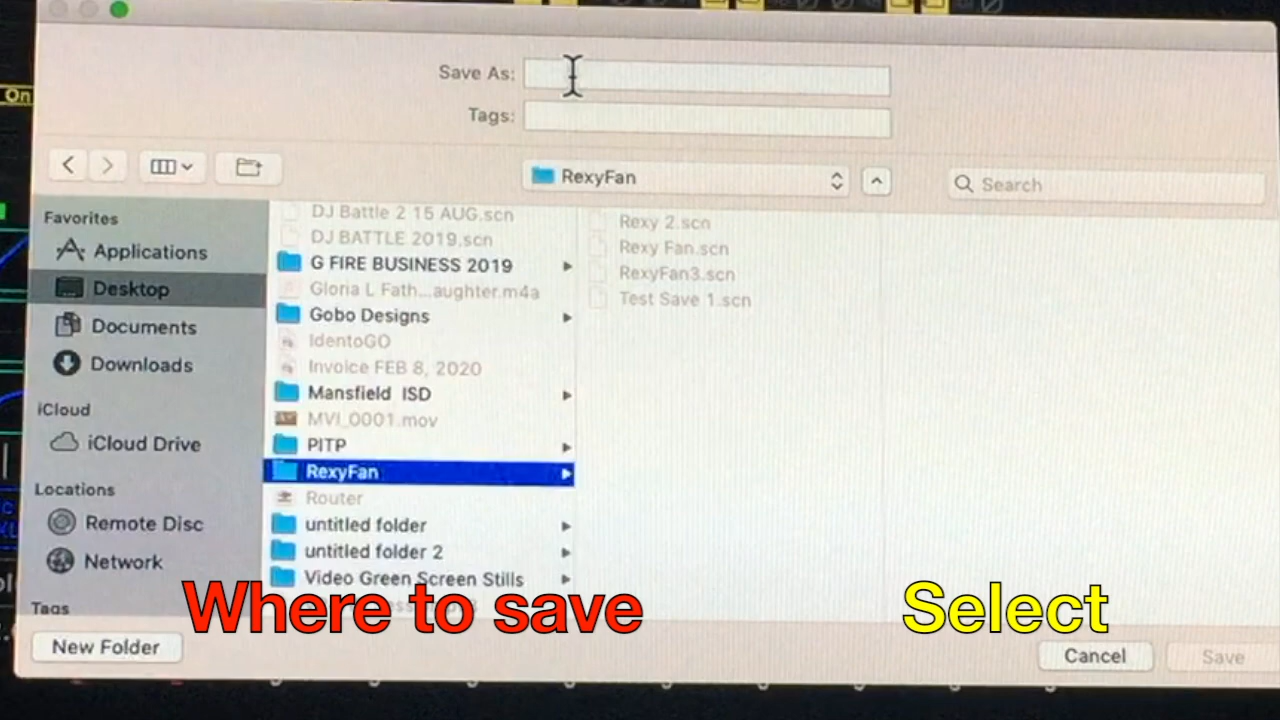 On
Save As:
Tags:
RexyFan
Search
Favorites
Applications
Desktop
Documents
Downloads
iCloud
iCloud Drive
Locations
Remote Disc
Network
Tags
DJ Battle 2 15 AUG.scn
DJ BATTLE 2019.scn
G FIRE BUSINESS 2019
Gloria L Fath...aughter.m4a
Gobo Designs
IdentoGO
Invoice FEB 8, 2020
Mansfield ISD
MVI_0001.mov
PITP
RexyFan
Router
untitled folder
untitled folder 2
Video Green Screen Stills
Rexy 2.scn
Rexy Fan.scn
RexyFan3.scn
Test Save 1.scn
Where to save
Select
New Folder
Cancel
Save